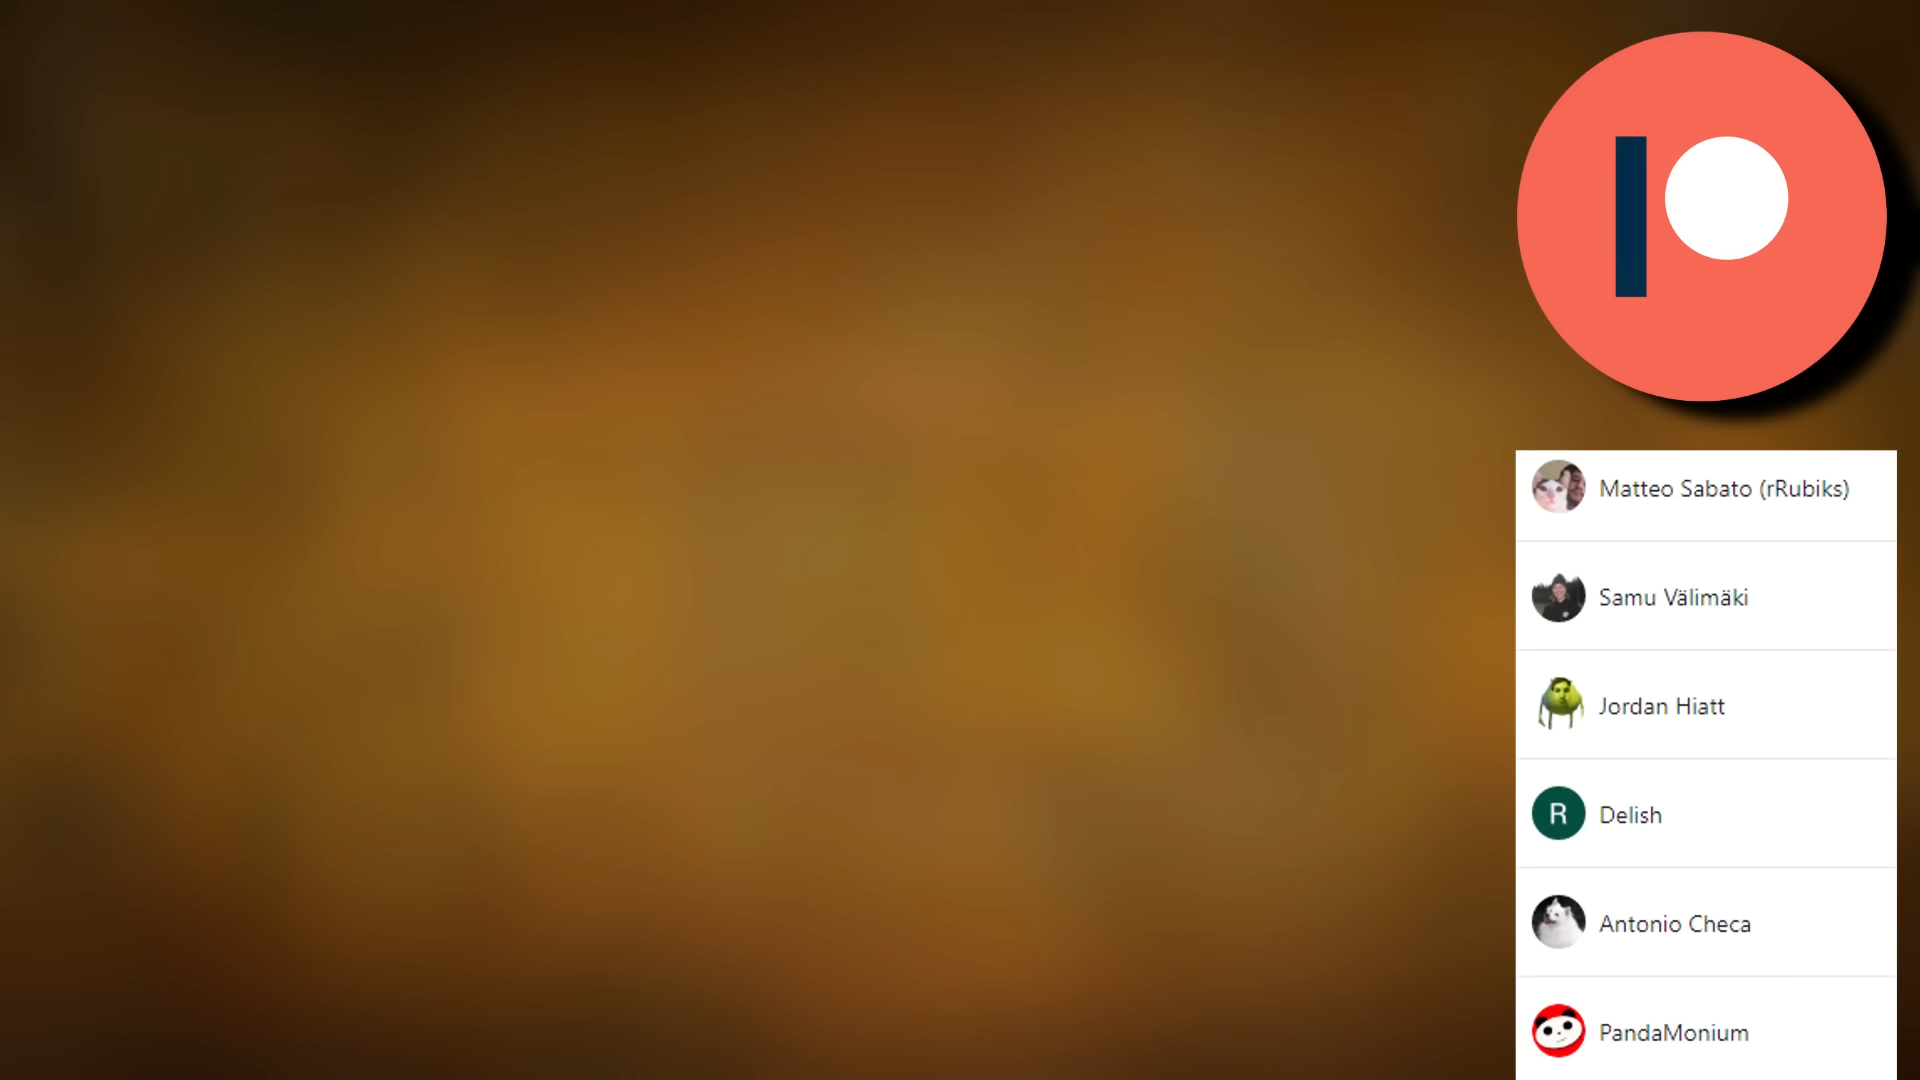 Matteo Sabato (rRubiks)
Samu Välimäki
Jordan Hiatt
R
Delish
Antonio Checa
PandaMonium